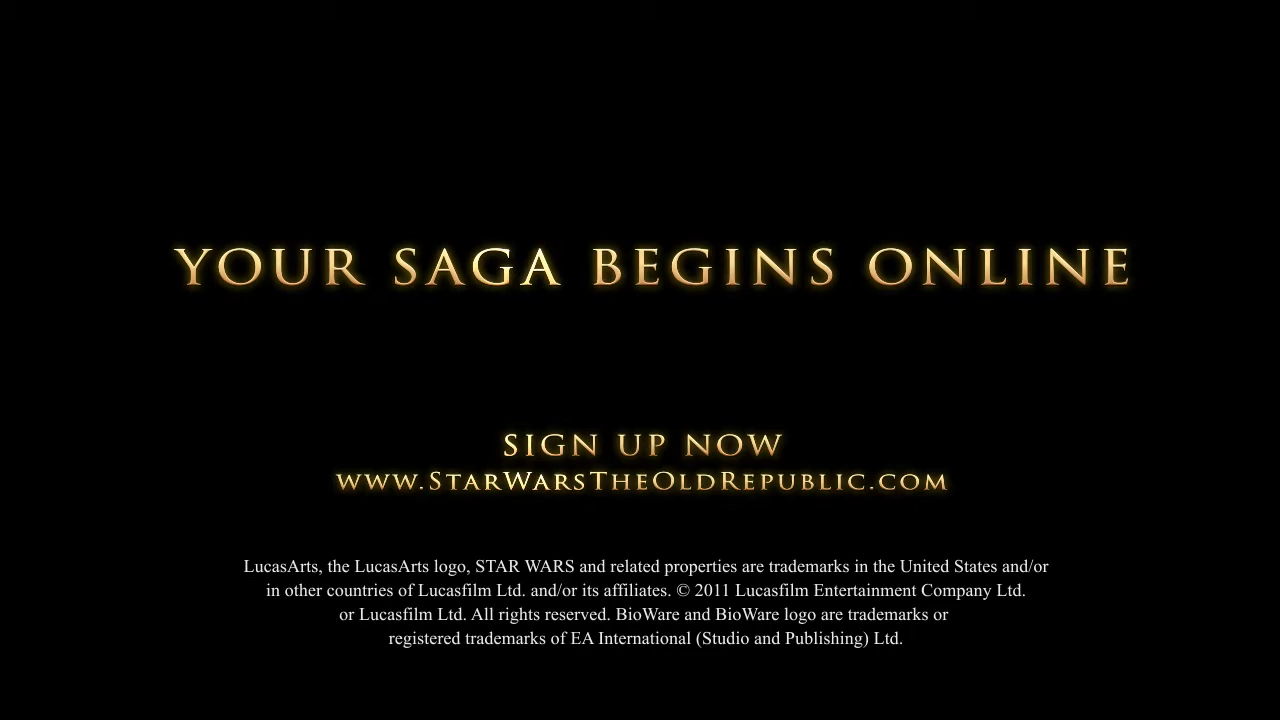 YOUR SAGA BEGINS ONLINE
SIGN UP NOW
WWW.STARWARSTHEOLDREPUBLIC.COM
LucasArts, the LucasArts logo, STAR WARS and related properties are trademarks in the United States and/or
in other countries of Lucasfilm Ltd. and/or its affiliates. © 2011 Lucasfilm Entertainment Company Ltd.
or Lucasfilm Ltd. All rights reserved. BioWare and BioWare logo are trademarks or
registered trademarks of EA International (Studio and Publishing) Ltd.